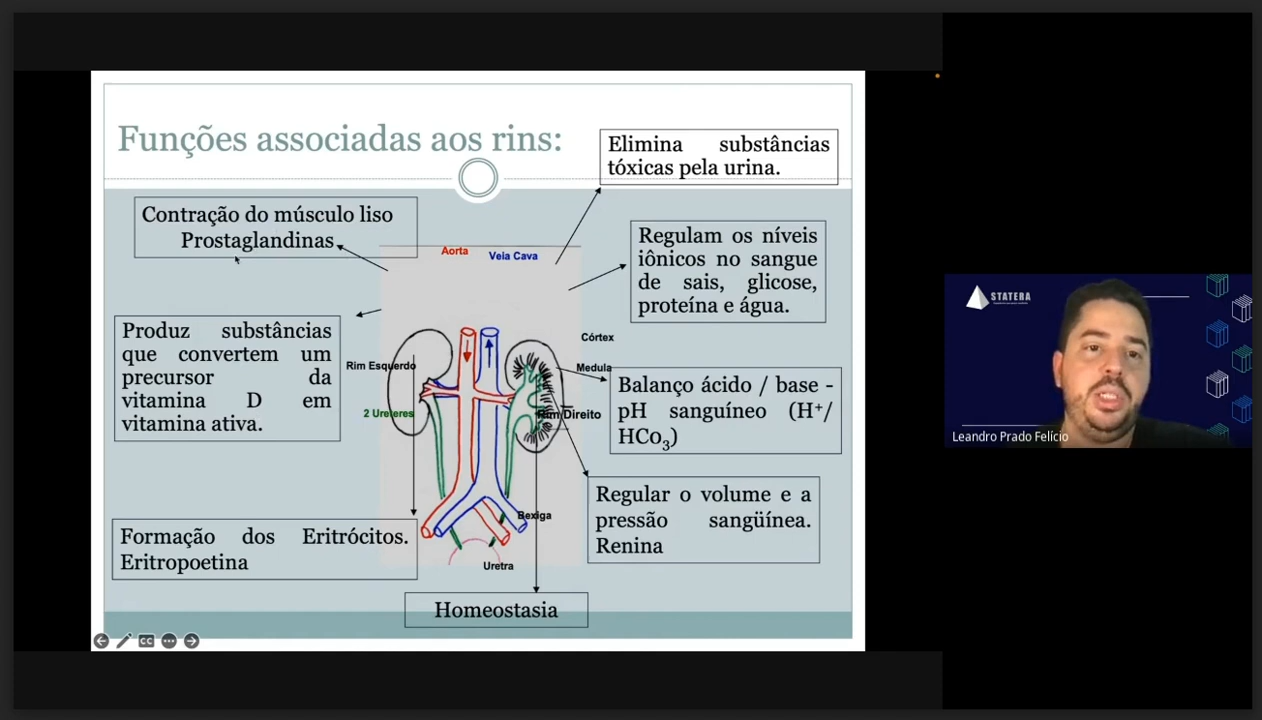 Funções associadas aos rins:
Elimina substâncias
tóxicas pela urina.
Contração do músculo liso
Prostaglandinas
Aorta
Veia Cava
Regulam os níveis
iônicos no sangue
de sais, glicose,
proteína e água.
Produz substâncias
que convertem um
precursor da
vitamina D em
vitamina ativa.
Rim Esquerdo
2 Ureteres
Córtex
Medula
Rim Direito
Balanço ácido / base -
pH sanguíneo (H+/
HCo3)
Regular o volume e a
pressão sangüínea.
Renina
Bexiga
Uretra
Formação dos Eritrócitos.
Eritropoetina
Homeostasia
CC
STATERA
Leandro Prado Felício